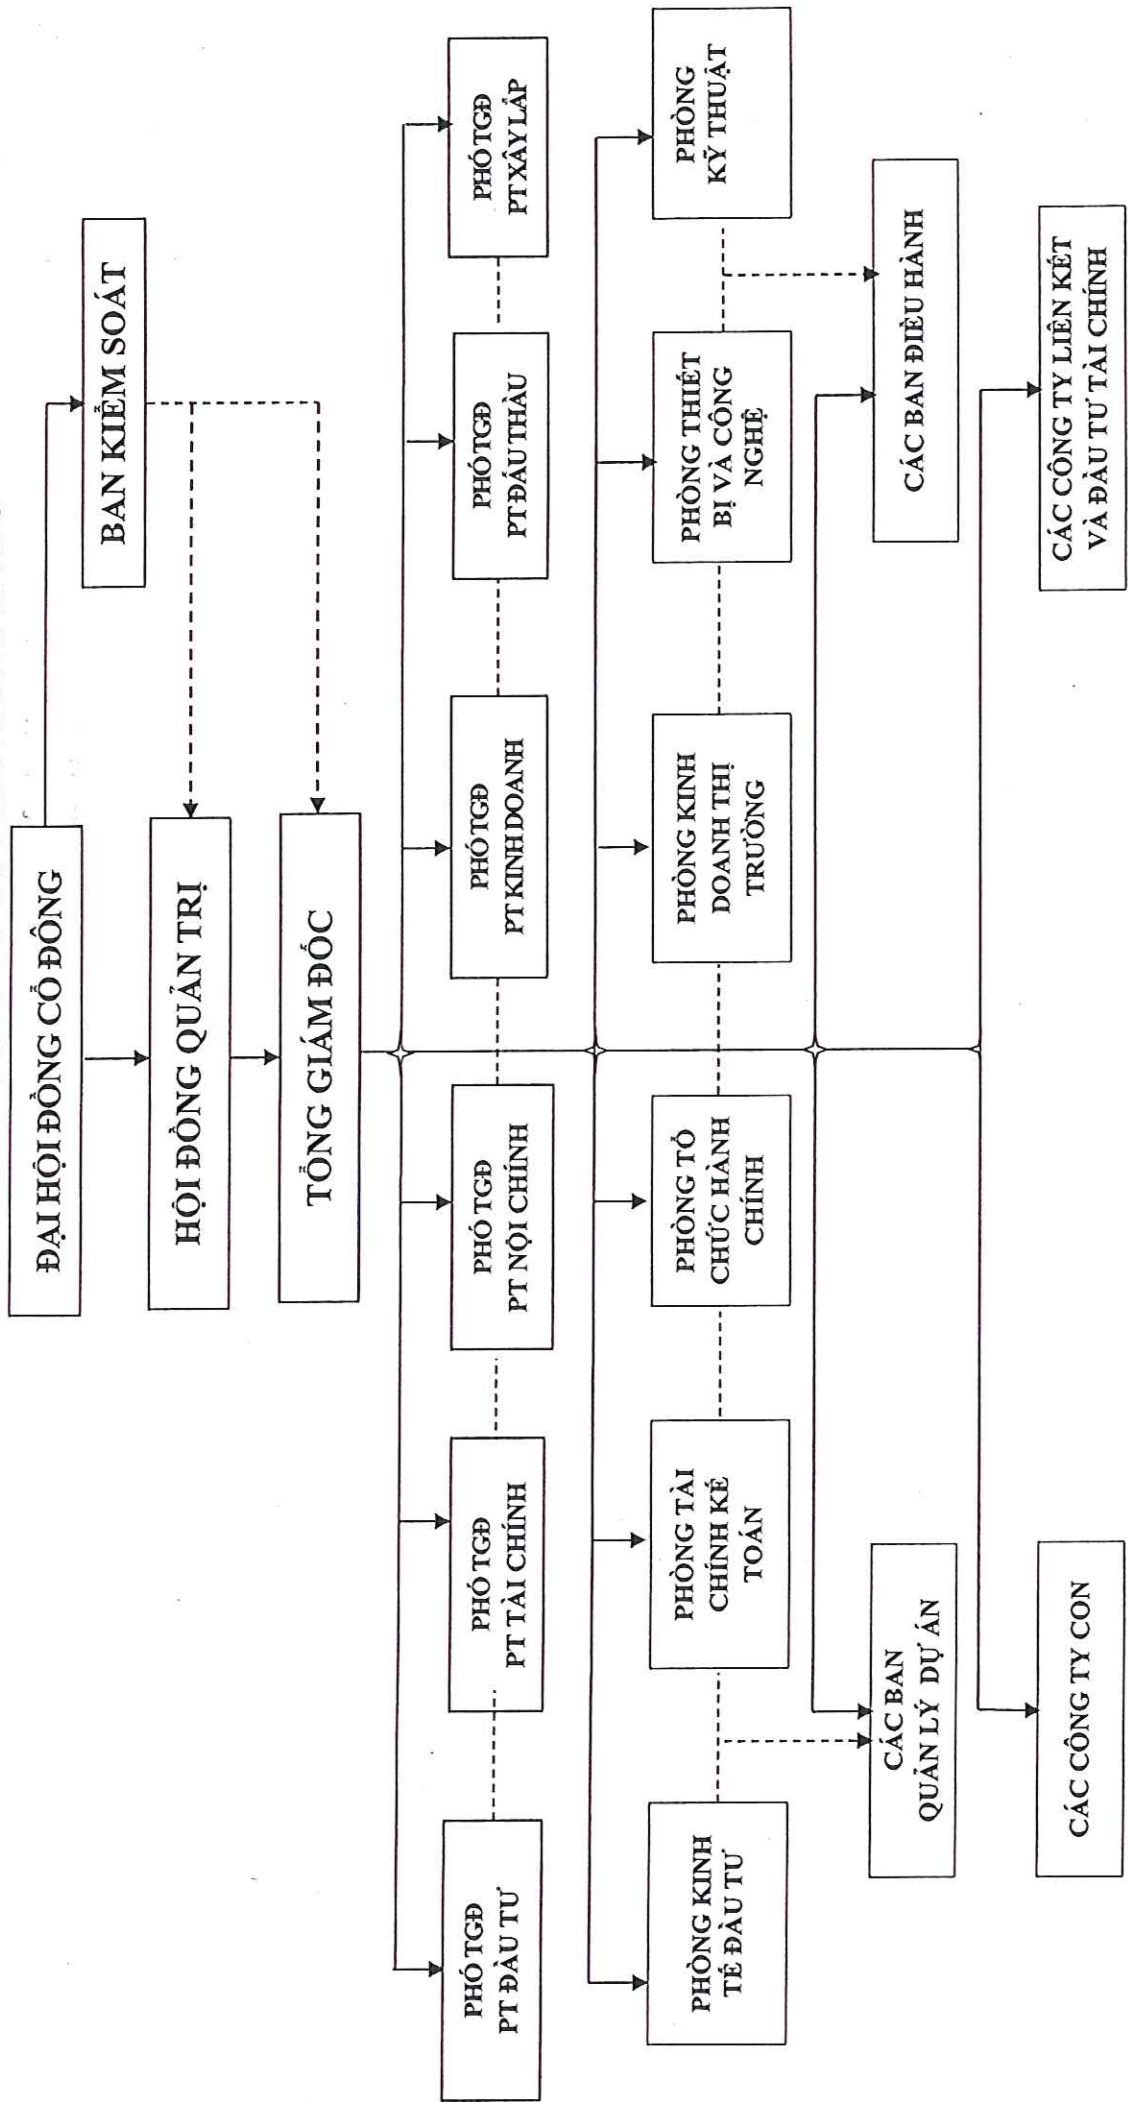 ĐẠI HỘI ĐỒNG CỔ ĐÔNG
BAN KIỂM SOÁT
HỘI ĐỒNG QUẢN TRỊ
TỔNG GIÁM ĐỐC
PHÓ TGĐ
PT ĐẦU TƯ
PHÓ TGĐ
PT TÀI CHÍNH
PHÓ TGĐ
PT NỘI CHÍNH
PHÓ TGĐ
PT KINH DOANH
PHÓ TGĐ
PT ĐẤU THẦU
PHÓ TGĐ
PT XÂY LẮP
PHÒNG KINH
TẾ ĐẦU TƯ
PHÒNG TÀI
CHÍNH KẾ
TOÁN
PHÒNG TỔ
CHỨC HÀNH
CHÍNH
PHÒNG KINH
DOANH THỊ
TRƯỜNG
PHÒNG THIẾT
BỊ VÀ CÔNG
NGHỆ
PHÒNG
KỸ THUẬT
CÁC BAN
QUẢN LÝ DỰ ÁN
CÁC BAN ĐIỀU HÀNH
CÁC CÔNG TY CON
CÁC CÔNG TY LIÊN KẾT
VÀ ĐẦU TƯ TÀI CHÍNH